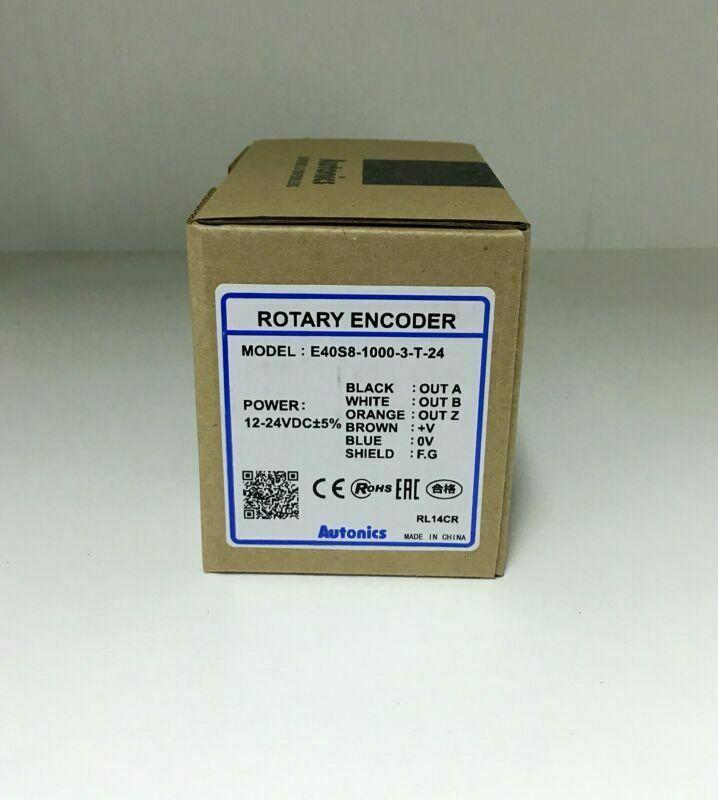 Autonics
ROTARY ENCODER
MODEL : E40S8-1000-3-T-24
POWER:
12-24VDC±5%
BLACK : OUT A
WHITE : OUT B
ORANGE : OUT Z
BROWN : +V
BLUE : 0V
SHIELD : F.G
CE RoHS EAC 合格
RL14CR
Autonics
MADE IN CHINA